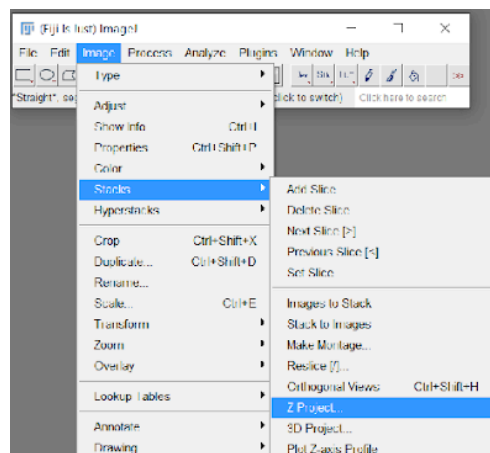 (Fiji Is Just) ImageJ
File Edit Image Process Analyze Plugins Window Help
"Straight", seg
click to switch)
Click here to search
Type
Adjust
Show Info Ctrl+I
Properties Ctrl+Shift+P
Color
Stacks
Hyperstacks
Crop Ctrl+Shift+X
Duplicate... Ctrl+Shift+D
Rename...
Scale... Ctrl+E
Transform
Zoom
Overlay
Lookup Tables
Annotate
Drawing
Add Slice
Delete Slice
Next Slice [>]
Previous Slice [<]
Set Slice
Images to Stack
Stack to Images
Make Montage...
Reslice [/]...
Orthogonal Views Ctrl+Shift+H
Z Project...
3D Project...
Plot Z-axis Profile